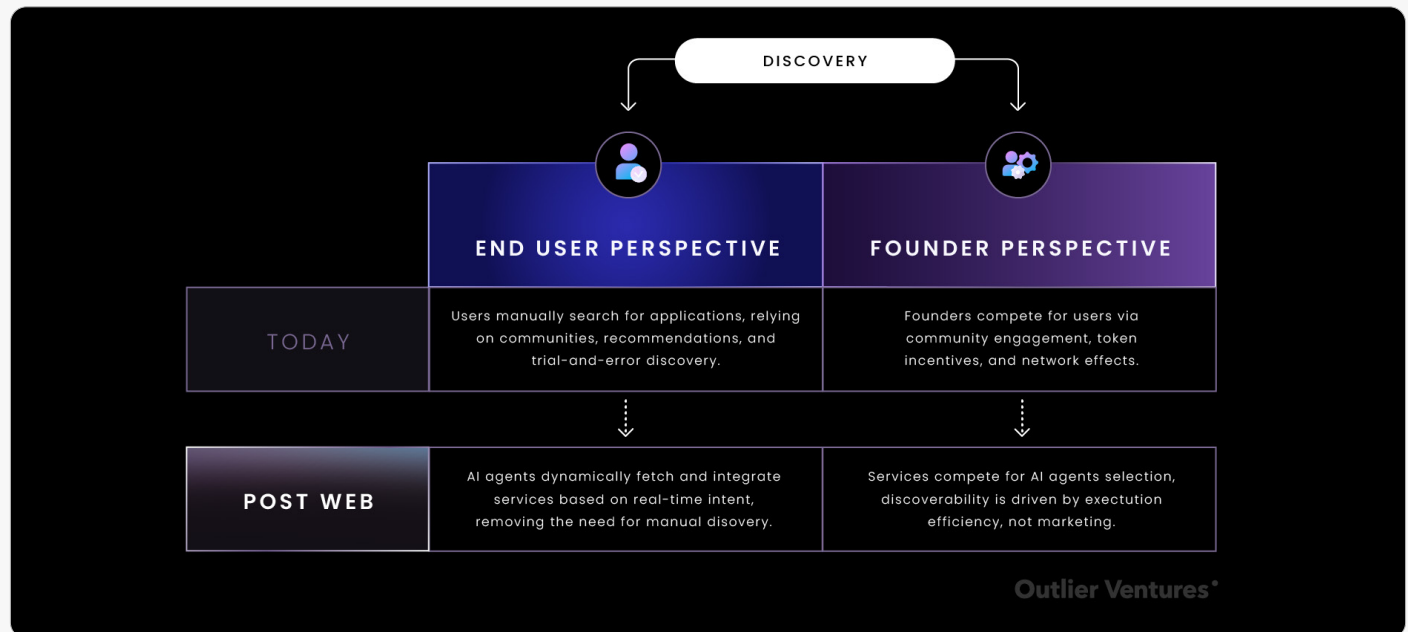 DISCOVERY
END USER PERSPECTIVE
FOUNDER PERSPECTIVE
TODAY
Users manually search for applications, relying
on communities, recommendations, and
trial-and-error discovery.
Founders compete for users via
community engagement, token
incentives, and network effects.
POST WEB
AI agents dynamically fetch and integrate
services based on real-time intent,
removing the need for manual disovery.
Services compete for AI agents selection,
discoverability is driven by exectution
efficiency, not marketing.
Outlier Ventures